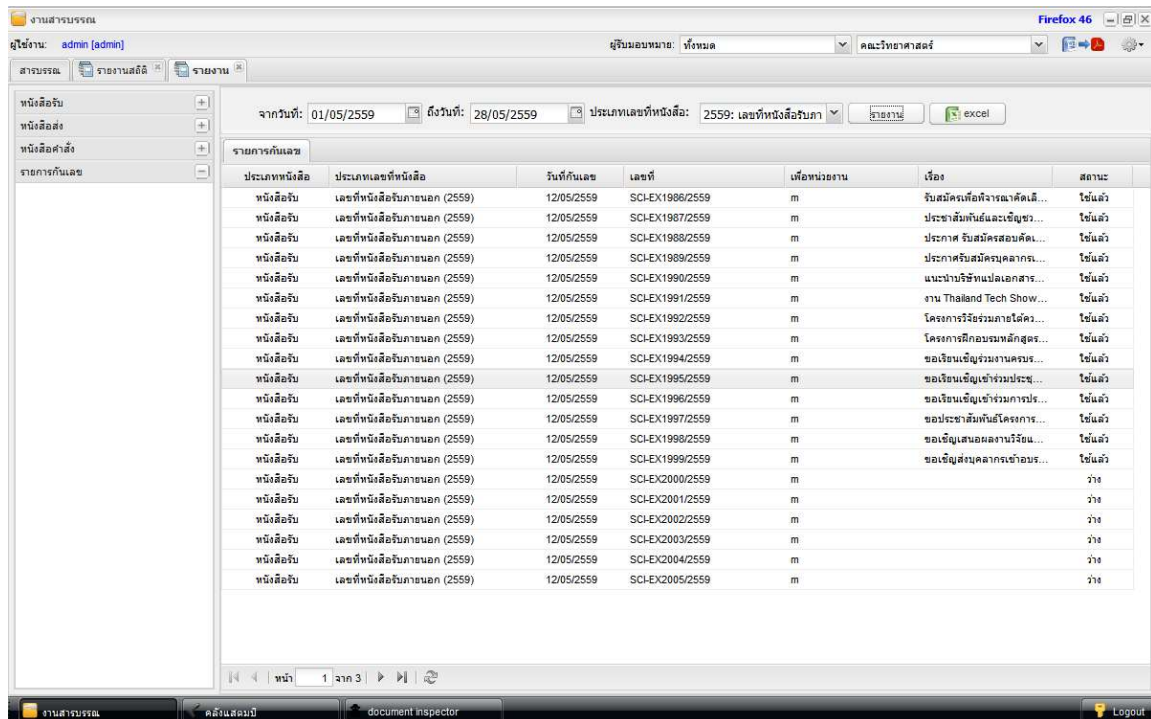 งานสารบรรณ Firefox 46
ผู้ใช้งาน: admin [admin] ผู้รับมอบหมาย: ทั้งหมด คณะวิทยาศาสตร์
สารบรรณ รายงานสถิติ รายงาน
หนังสือรับ
หนังสือส่ง
หนังสือคำสั่ง
รายการกันเลข
จากวันที่: 01/05/2559 ถึงวันที่: 28/05/2559 ประเภทเลขที่หนังสือ: 2559: เลขที่หนังสือรับภา รายงาน excel
รายการกันเลข
ประเภทหนังสือ ประเภทเลขที่หนังสือ วันที่กันเลข เลขที่ เพื่อหน่วยงาน เรื่อง สถานะ
หนังสือรับ เลขที่หนังสือรับภายนอก (2559) 12/05/2559 SCI-EX1986/2559 m รับสมัครเพื่อพิจารณาคัดเลื... ใช้แล้ว
หนังสือรับ เลขที่หนังสือรับภายนอก (2559) 12/05/2559 SCI-EX1987/2559 m ประชาสัมพันธ์และเชิญชว... ใช้แล้ว
หนังสือรับ เลขที่หนังสือรับภายนอก (2559) 12/05/2559 SCI-EX1988/2559 m ประกาศ รับสมัครสอบคัดเ... ใช้แล้ว
หนังสือรับ เลขที่หนังสือรับภายนอก (2559) 12/05/2559 SCI-EX1989/2559 m ประกาศรับสมัครบุคลากรเ... ใช้แล้ว
หนังสือรับ เลขที่หนังสือรับภายนอก (2559) 12/05/2559 SCI-EX1990/2559 m แนะนำบริษัทแปลเอกสาร... ใช้แล้ว
หนังสือรับ เลขที่หนังสือรับภายนอก (2559) 12/05/2559 SCI-EX1991/2559 m งาน Thailand Tech Show... ใช้แล้ว
หนังสือรับ เลขที่หนังสือรับภายนอก (2559) 12/05/2559 SCI-EX1992/2559 m โครงการวิจัยร่วมภายใต้คว... ใช้แล้ว
หนังสือรับ เลขที่หนังสือรับภายนอก (2559) 12/05/2559 SCI-EX1993/2559 m โครงการฝึกอบรมหลักสูตร... ใช้แล้ว
หนังสือรับ เลขที่หนังสือรับภายนอก (2559) 12/05/2559 SCI-EX1994/2559 m ขอเรียนเชิญร่วมงานครบร... ใช้แล้ว
หนังสือรับ เลขที่หนังสือรับภายนอก (2559) 12/05/2559 SCI-EX1995/2559 m ขอเรียนเชิญเข้าร่วมประชุ... ใช้แล้ว
หนังสือรับ เลขที่หนังสือรับภายนอก (2559) 12/05/2559 SCI-EX1996/2559 m ขอเรียนเชิญเข้าร่วมการปร... ใช้แล้ว
หนังสือรับ เลขที่หนังสือรับภายนอก (2559) 12/05/2559 SCI-EX1997/2559 m ขอประชาสัมพันธ์โครงการ... ใช้แล้ว
หนังสือรับ เลขที่หนังสือรับภายนอก (2559) 12/05/2559 SCI-EX1998/2559 m ขอเชิญเสนอผลงานวิจัยแ... ใช้แล้ว
หนังสือรับ เลขที่หนังสือรับภายนอก (2559) 12/05/2559 SCI-EX1999/2559 m ขอเชิญส่งบุคลากรเข้าอบร... ใช้แล้ว
หนังสือรับ เลขที่หนังสือรับภายนอก (2559) 12/05/2559 SCI-EX2000/2559 m ว่าง
หนังสือรับ เลขที่หนังสือรับภายนอก (2559) 12/05/2559 SCI-EX2001/2559 m ว่าง
หนังสือรับ เลขที่หนังสือรับภายนอก (2559) 12/05/2559 SCI-EX2002/2559 m ว่าง
หนังสือรับ เลขที่หนังสือรับภายนอก (2559) 12/05/2559 SCI-EX2003/2559 m ว่าง
หนังสือรับ เลขที่หนังสือรับภายนอก (2559) 12/05/2559 SCI-EX2004/2559 m ว่าง
หนังสือรับ เลขที่หนังสือรับภายนอก (2559) 12/05/2559 SCI-EX2005/2559 m ว่าง
หน้า 1 จาก 3
งานสารบรรณ คลังแสตมป์ document inspector Logout